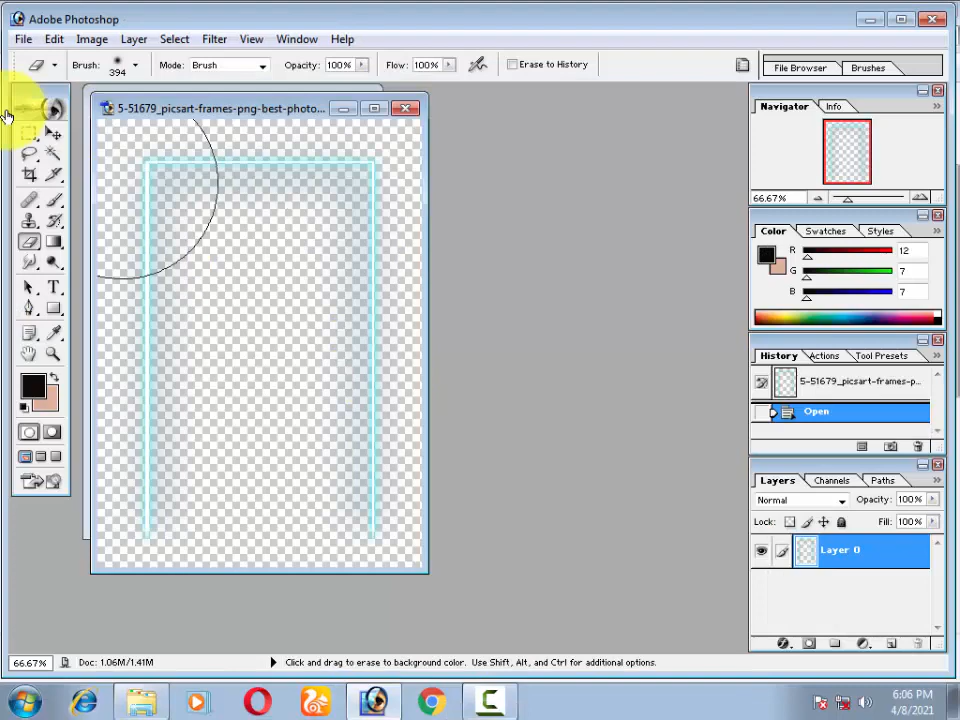 Adobe Photoshop
File Edit Image Layer Select Filter View Window Help
Brush: 394 Mode: Brush Opacity: 100% Flow: 100% Erase to History File Browser Brushes
5-51679_picsart-frames-png-best-photo...
Navigator Info
66.67%
Color Swatches Styles
R 12
G 7
B 7
History Actions Tool Presets
5-51679_picsart-frames-p...
Open
Layers Channels Paths
Normal Opacity: 100%
Lock: Fill: 100%
Layer 0
T
66.67% Doc: 1.06M/1.41M Click and drag to erase to background color. Use Shift, Alt, and Ctrl for additional options.
6:06 PM
4/8/2021